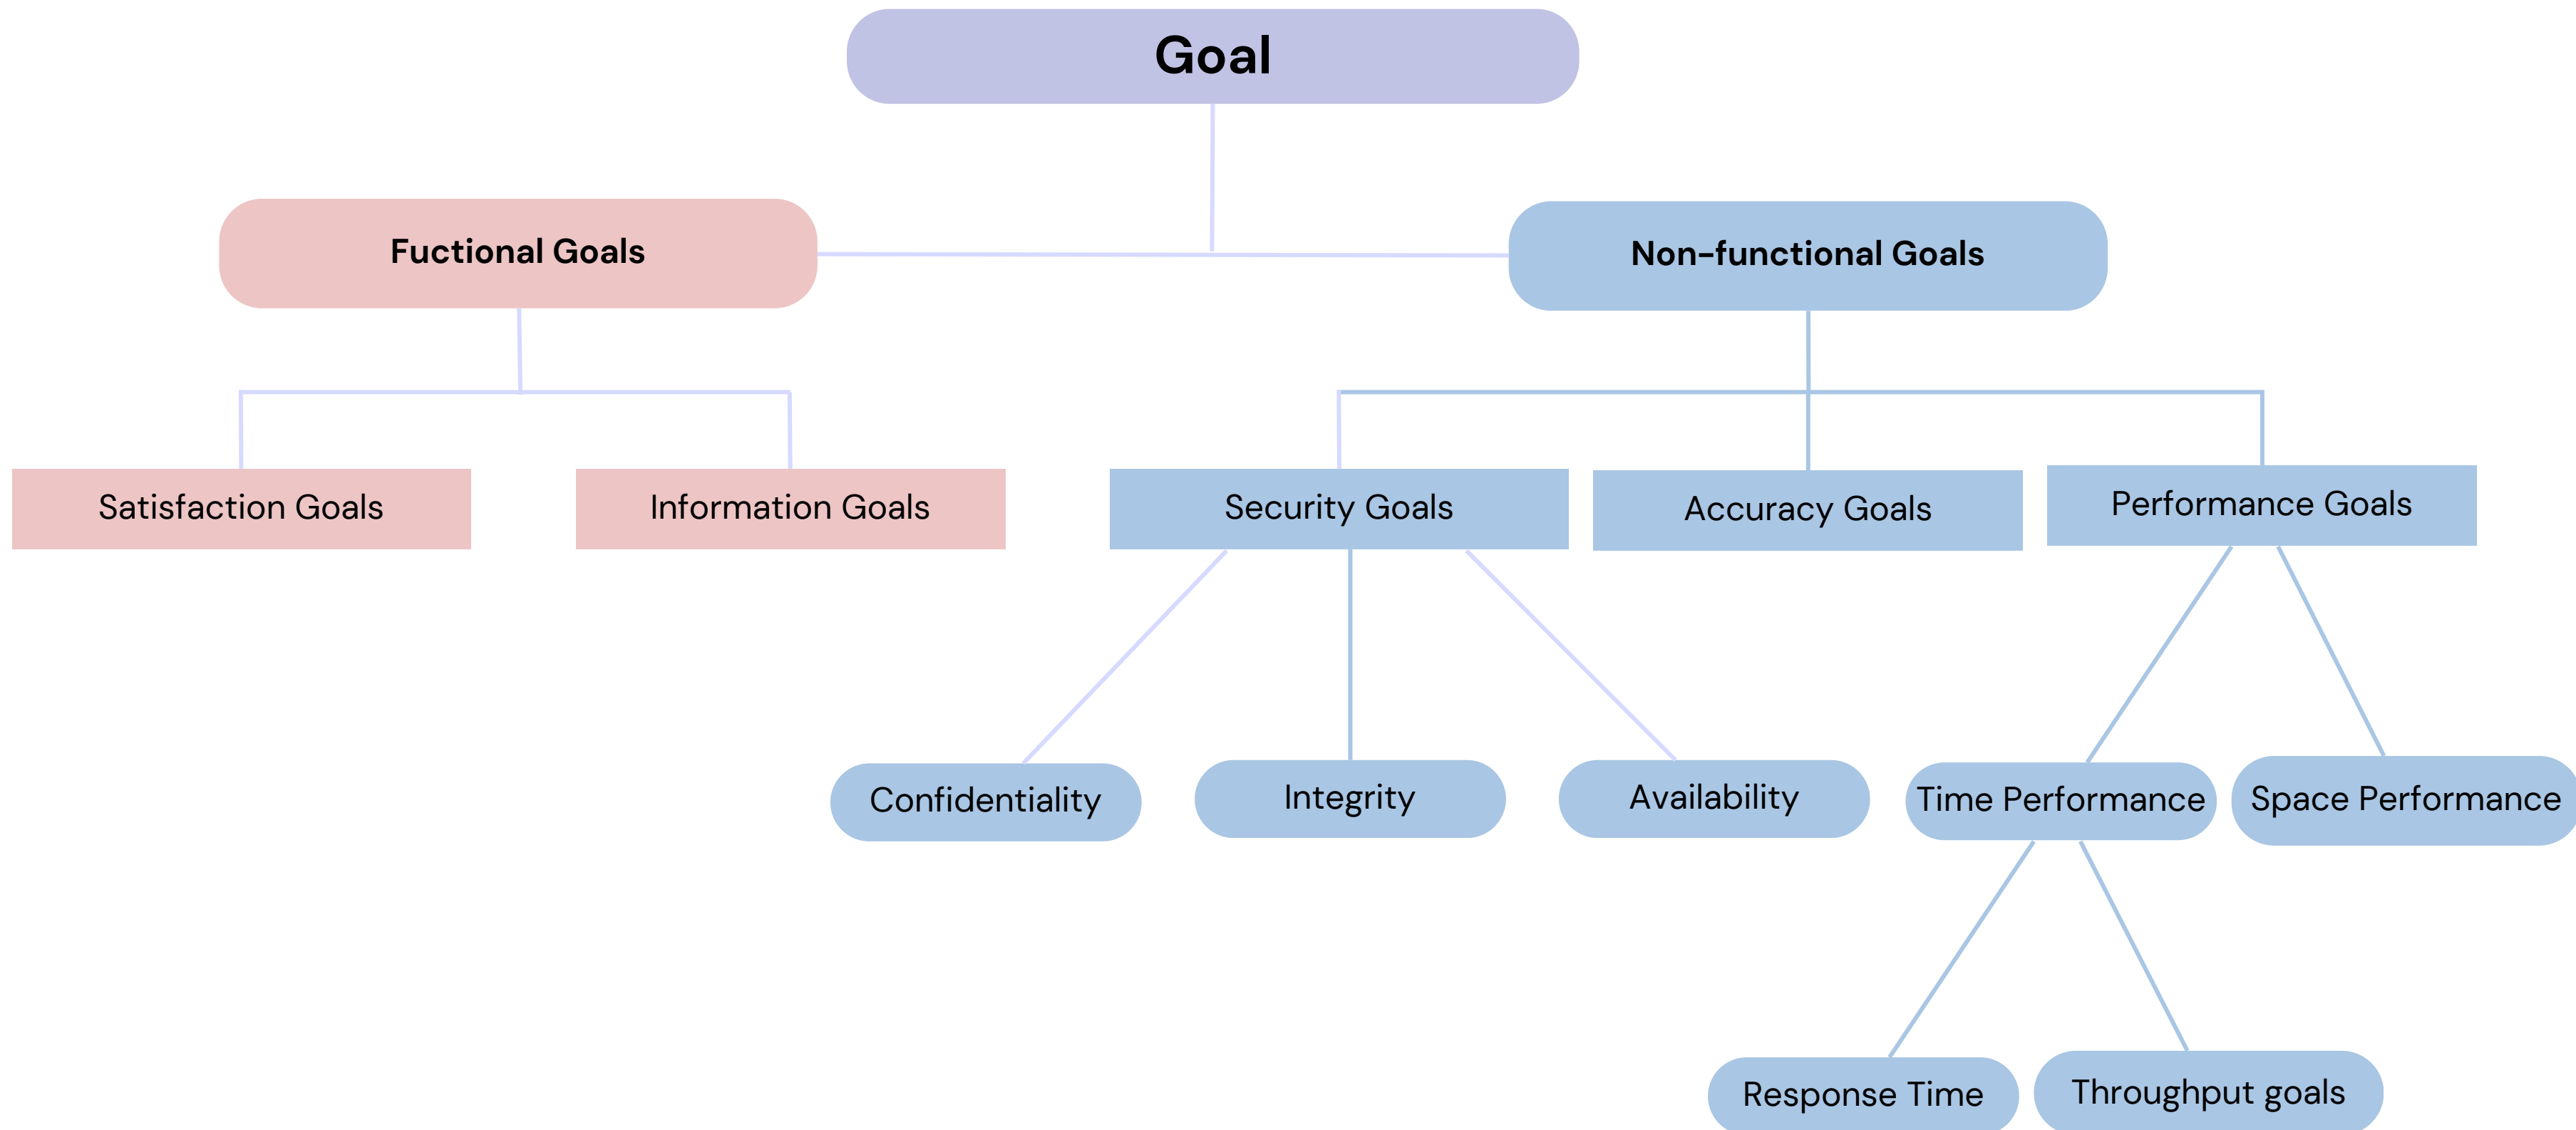 Goal
Fuctional Goals
Non-functional Goals
Satisfaction Goals
Information Goals
Security Goals
Accuracy Goals
Performance Goals
Confidentiality
Integrity
Availability
Time Performance
Space Performance
Response Time
Throughput goals